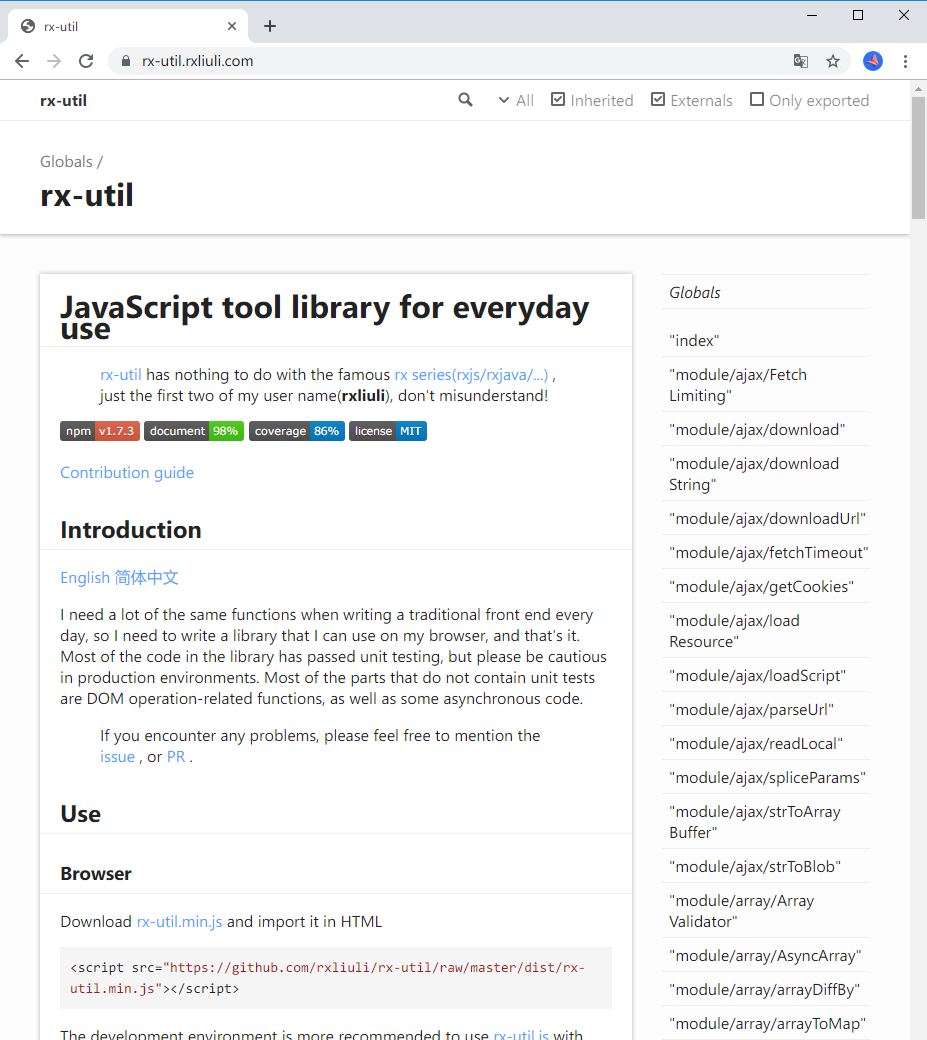 rx-util
rx-util.rxliuli.com
rx-util
All
Inherited
Externals
Only exported
Globals /
rx-util
JavaScript tool library for everyday
use
rx-util has nothing to do with the famous rx series(rxjs/rxjava/...) ,
just the first two of my user name(rxliuli), don't misunderstand!
npm v1.7.3 document 98% coverage 86% license MIT
Contribution guide
Introduction
English 简体中文
I need a lot of the same functions when writing a traditional front end every
day, so I need to write a library that I can use on my browser, and that's it.
Most of the code in the library has passed unit testing, but please be cautious
in production environments. Most of the parts that do not contain unit tests
are DOM operation-related functions, as well as some asynchronous code.
If you encounter any problems, please feel free to mention the
issue , or PR .
Use
Browser
Download rx-util.min.js and import it in HTML
<script src="https://github.com/rxliuli/rx-util/raw/master/dist/rx-
util.min.js"></script>
The development environment is more recommended to use rx-util.js with
Globals
"index"
"module/ajax/Fetch
Limiting"
"module/ajax/download"
"module/ajax/download
String"
"module/ajax/downloadUrl"
"module/ajax/fetchTimeout"
"module/ajax/getCookies"
"module/ajax/load
Resource"
"module/ajax/loadScript"
"module/ajax/parseUrl"
"module/ajax/readLocal"
"module/ajax/spliceParams"
"module/ajax/strToArray
Buffer"
"module/ajax/strToBlob"
"module/array/Array
Validator"
"module/array/AsyncArray"
"module/array/arrayDiffBy"
"module/array/arrayToMap"